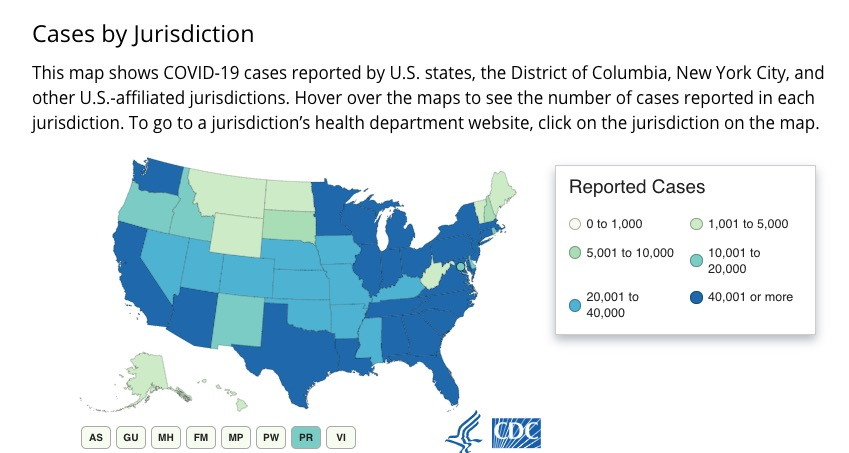 Cases by Jurisdiction
This map shows COVID-19 cases reported by U.S. states, the District of Columbia, New York City, and
other U.S.-affiliated jurisdictions. Hover over the maps to see the number of cases reported in each
jurisdiction. To go to a jurisdiction’s health department website, click on the jurisdiction on the map.
Reported Cases
0 to 1,000
1,001 to 5,000
5,001 to 10,000
10,001 to
20,000
20,001 to
40,000
40,001 or more
AS GU MH FM MP PW PR VI
CDC